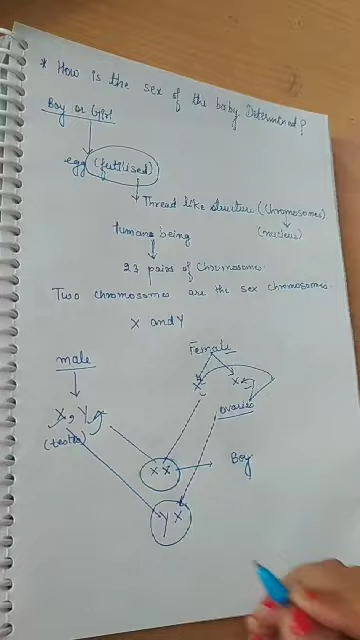 * How is the sex of the baby Determined?
Boy or Girl
egg (fertilised)
Thread like structure (chromosomes)
Humans being (nucleus)
23 pairs of chromosomes.
Two chromosomes are the sex chromosomes.
X and Y
male Female
X X
X, Y ovaries
(testes)
XX Boy
YX